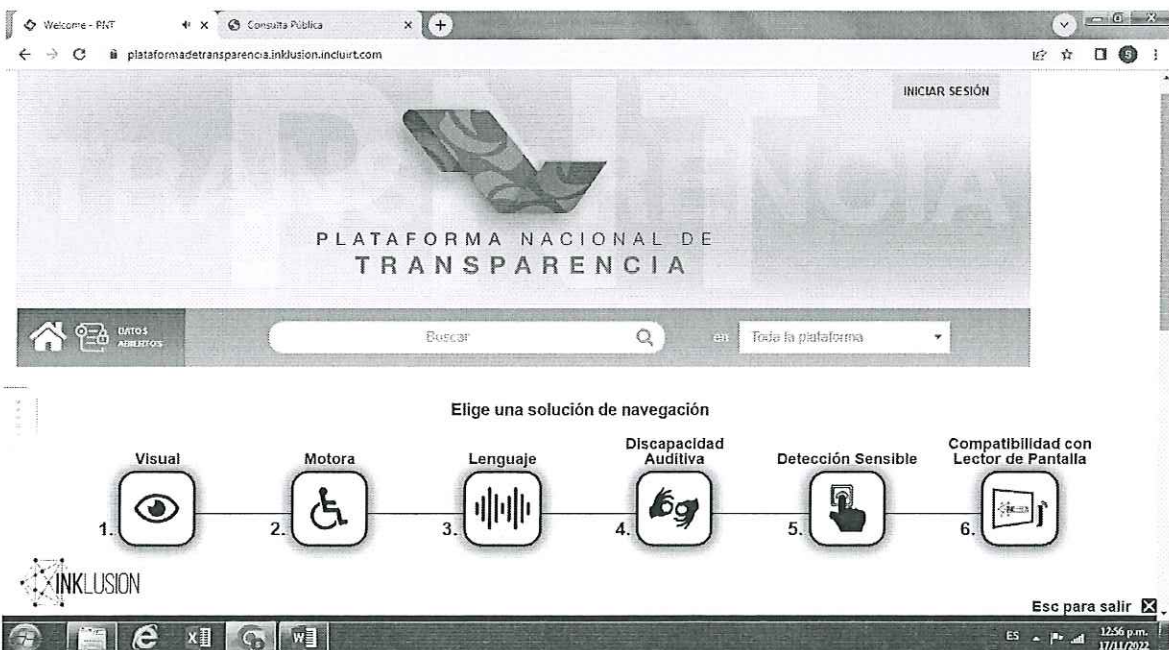 Welcome - PNT
Consulta Pública
plataformadetransparencia.inklusion.incluirt.com
INICIAR SESIÓN
PLATAFORMA NACIONAL DE
TRANSPARENCIA
DATOS
ABIERTOS
Buscar
en
Toda la plataforma
Elige una solución de navegación
Visual
Motora
Lenguaje
Discapacidad
Auditiva
Detección Sensible
Compatibilidad con
Lector de Pantalla
1.
2.
3.
4.
5.
6.
INKLUSION
Esc para salir
ES
12:56 p.m.
17/11/2022